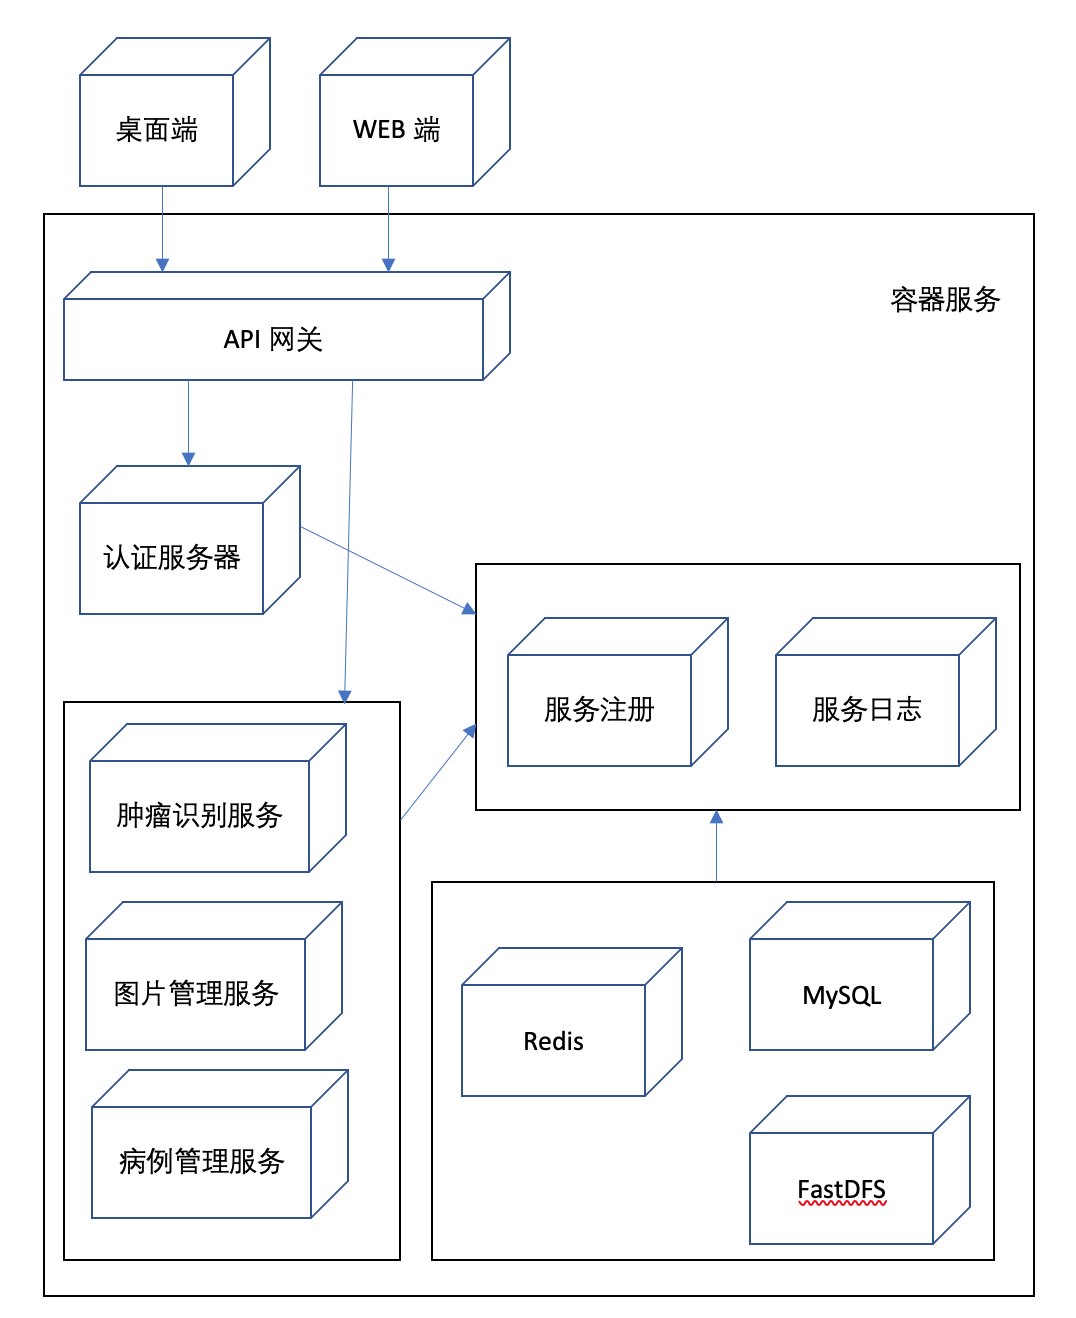 桌面端
WEB 端
容器服务
API 网关
认证服务器
服务注册
服务日志
肿瘤识别服务
图片管理服务
病例管理服务
Redis
MySQL
FastDFS